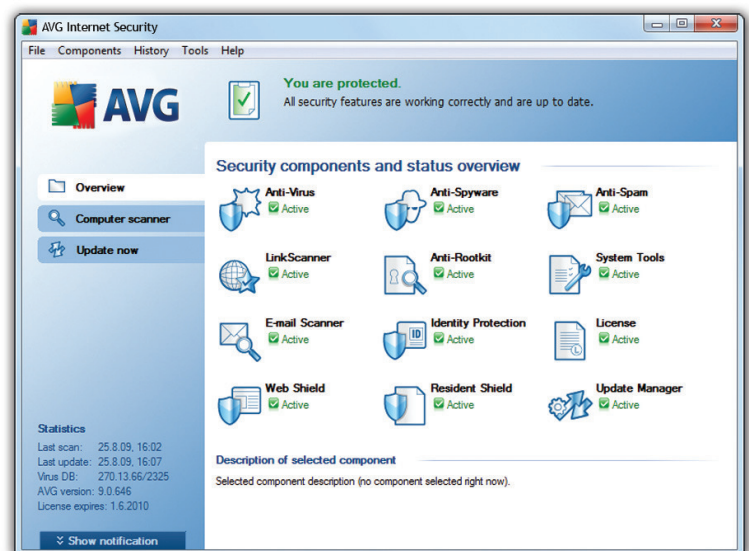 AVG Internet Security
File Components History Tools Help
AVG
You are protected.
All security features are working correctly and are up to date.
Overview
Computer scanner
Update now
Security components and status overview
Anti-Virus
Active
Anti-Spyware
Active
Anti-Spam
Active
LinkScanner
Active
Anti-Rootkit
Active
System Tools
Active
E-mail Scanner
Active
ID
Identity Protection
Active
License
Active
Web Shield
Active
Resident Shield
Active
Update Manager
Active
Statistics
Last scan: 25.8.09, 16:02
Last update: 25.8.09, 16:07
Virus DB: 270.13.66/2325
AVG version: 9.0.646
License expires: 1.6.2010
Show notification
Description of selected component
Selected component description (no component selected right now).